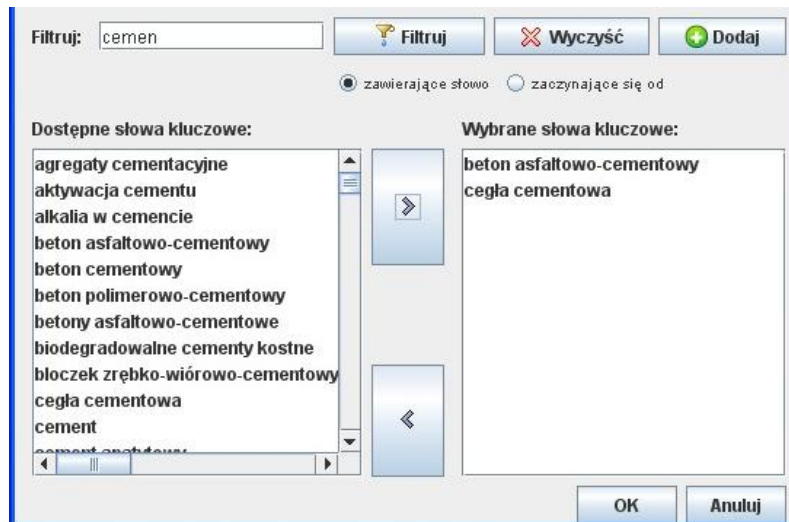 Filtruj: cemen Filtruj Wyczyść Dodaj
zawierające słowo zaczynające się od
Dostępne słowa kluczowe:
agregaty cementacyjne
aktywacja cementu
alkalia w cemencie
beton asfaltowo-cementowy
beton cementowy
beton polimerowo-cementowy
betony asfaltowo-cementowe
biodegradowalne cementy kostne
bloczek zrębko-wiórowo-cementowy
cegła cementowa
cement
Wybrane słowa kluczowe:
beton asfaltowo-cementowy
cegła cementowa
OK Anuluj